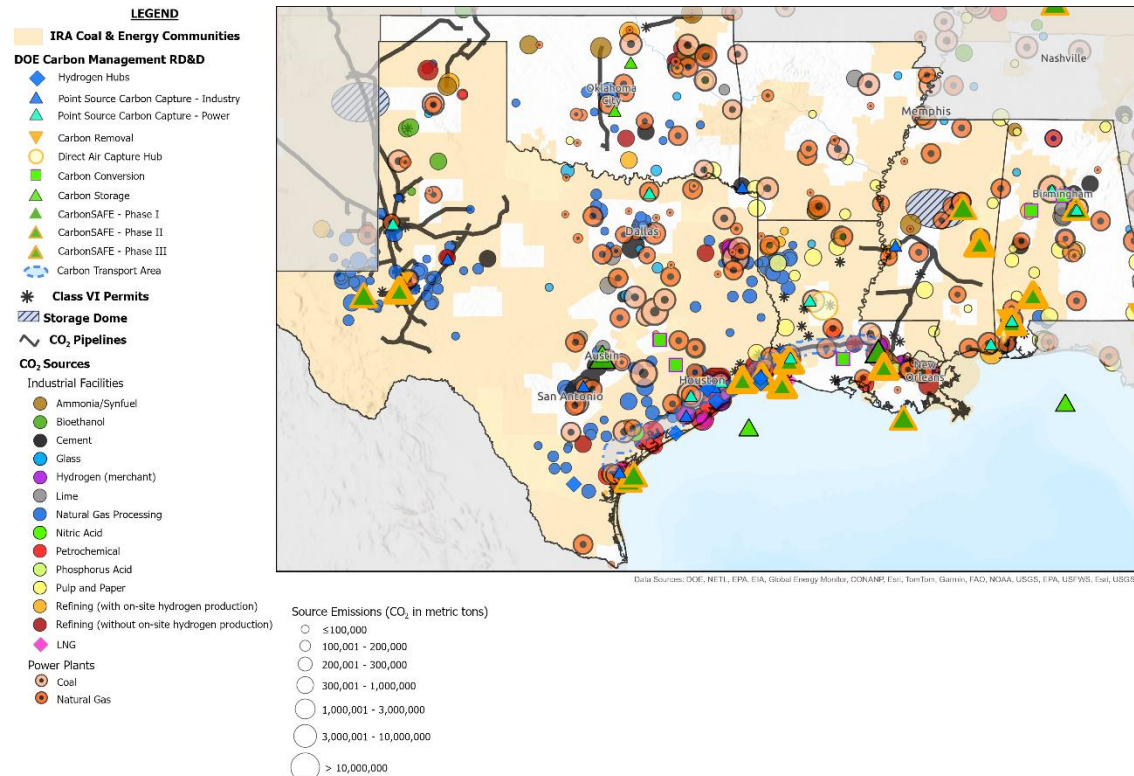 LEGEND
IRA Coal & Energy Communities
DOE Carbon Management RD&D
Hydrogen Hubs
Point Source Carbon Capture - Industry
Point Source Carbon Capture - Power
Carbon Removal
Direct Air Capture Hub
Carbon Conversion
Carbon Storage
CarbonSAFE - Phase I
CarbonSAFE - Phase II
CarbonSAFE - Phase III
Carbon Transport Area
Class VI Permits
Storage Dome
CO₂ Pipelines
CO₂ Sources
Industrial Facilities
Ammonia/Synfuel
Bioethanol
Cement
Glass
Hydrogen (merchant)
Lime
Natural Gas Processing
Nitric Acid
Petrochemical
Phosphorus Acid
Pulp and Paper
Refining (with on-site hydrogen production)
Refining (without on-site hydrogen production)
LNG
Power Plants
Coal
Natural Gas
Nashville
Oklahoma
City
Memphis
Birmingham
Dallas
Austin
Houston
New
Orleans
San Antonio
Data Sources: DOE, NETL, EPA, EIA, Global Energy Monitor, CONANP, Esri, TomTom, Garmin, FAO, NOAA, USGS, EPA, USFWS, Esri, USGS
Source Emissions (CO₂ in metric tons)
≤100,000
100,001 - 200,000
200,001 - 300,000
300,001 - 1,000,000
1,000,001 - 3,000,000
3,000,001 - 10,000,000
> 10,000,000